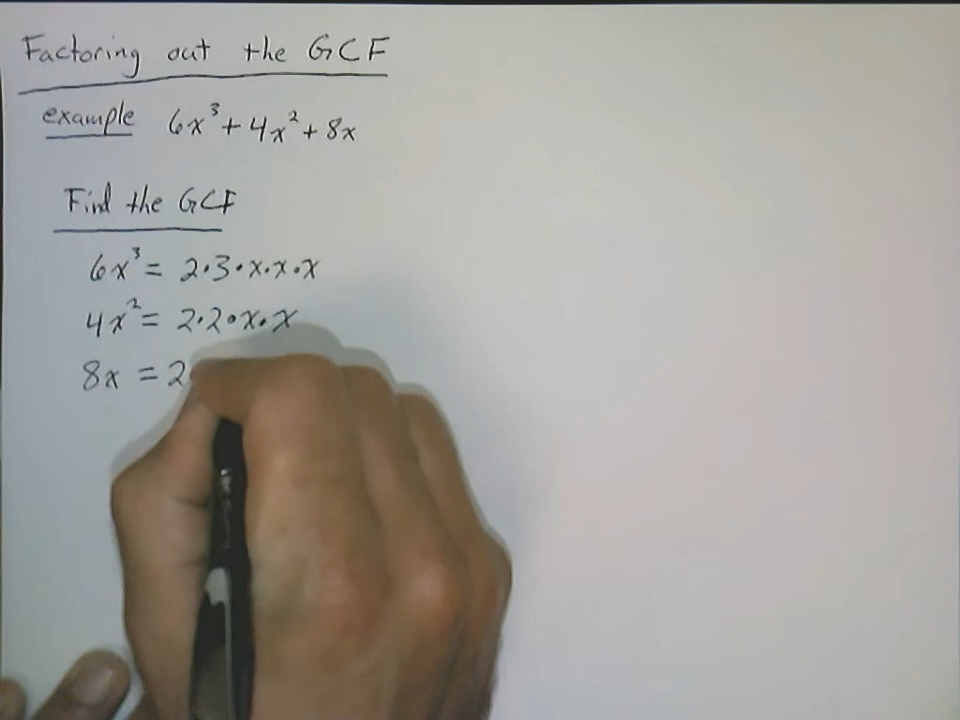 Factoring out the GCF
example 6x³ + 4x² + 8x
Find the GCF
6x³ = 2·3·x·x·x
4x² = 2·2·x·x
8x = 2